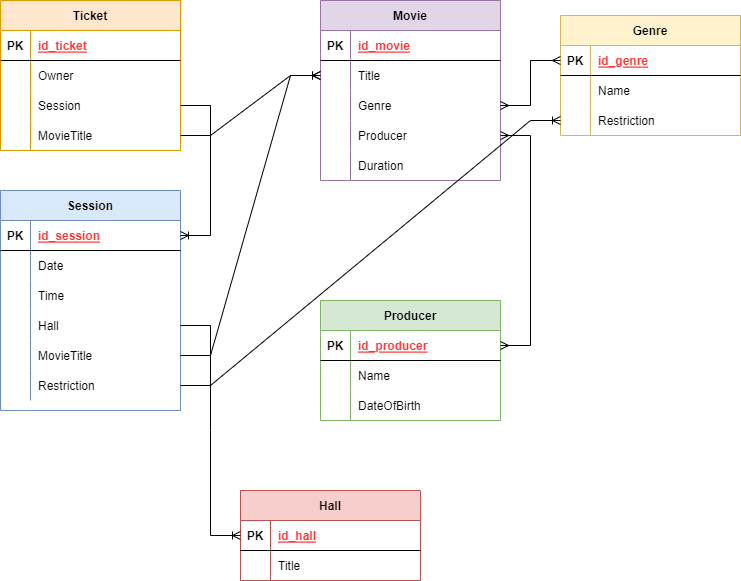 Ticket
PK id_ticket
Owner
Session
MovieTitle
Movie
PK id_movie
Title
Genre
Producer
Duration
Genre
PK id_genre
Name
Restriction
Session
PK id_session
Date
Time
Hall
MovieTitle
Restriction
Producer
PK id_producer
Name
DateOfBirth
Hall
PK id_hall
Title